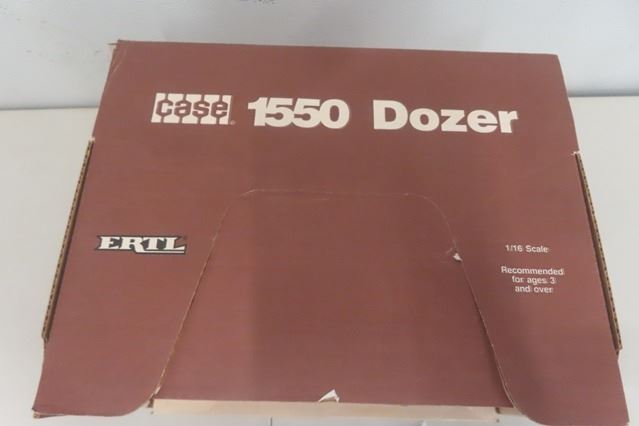 case 1550 Dozer
ERTL
1/16 Scale
Recommended
for ages 3
and over